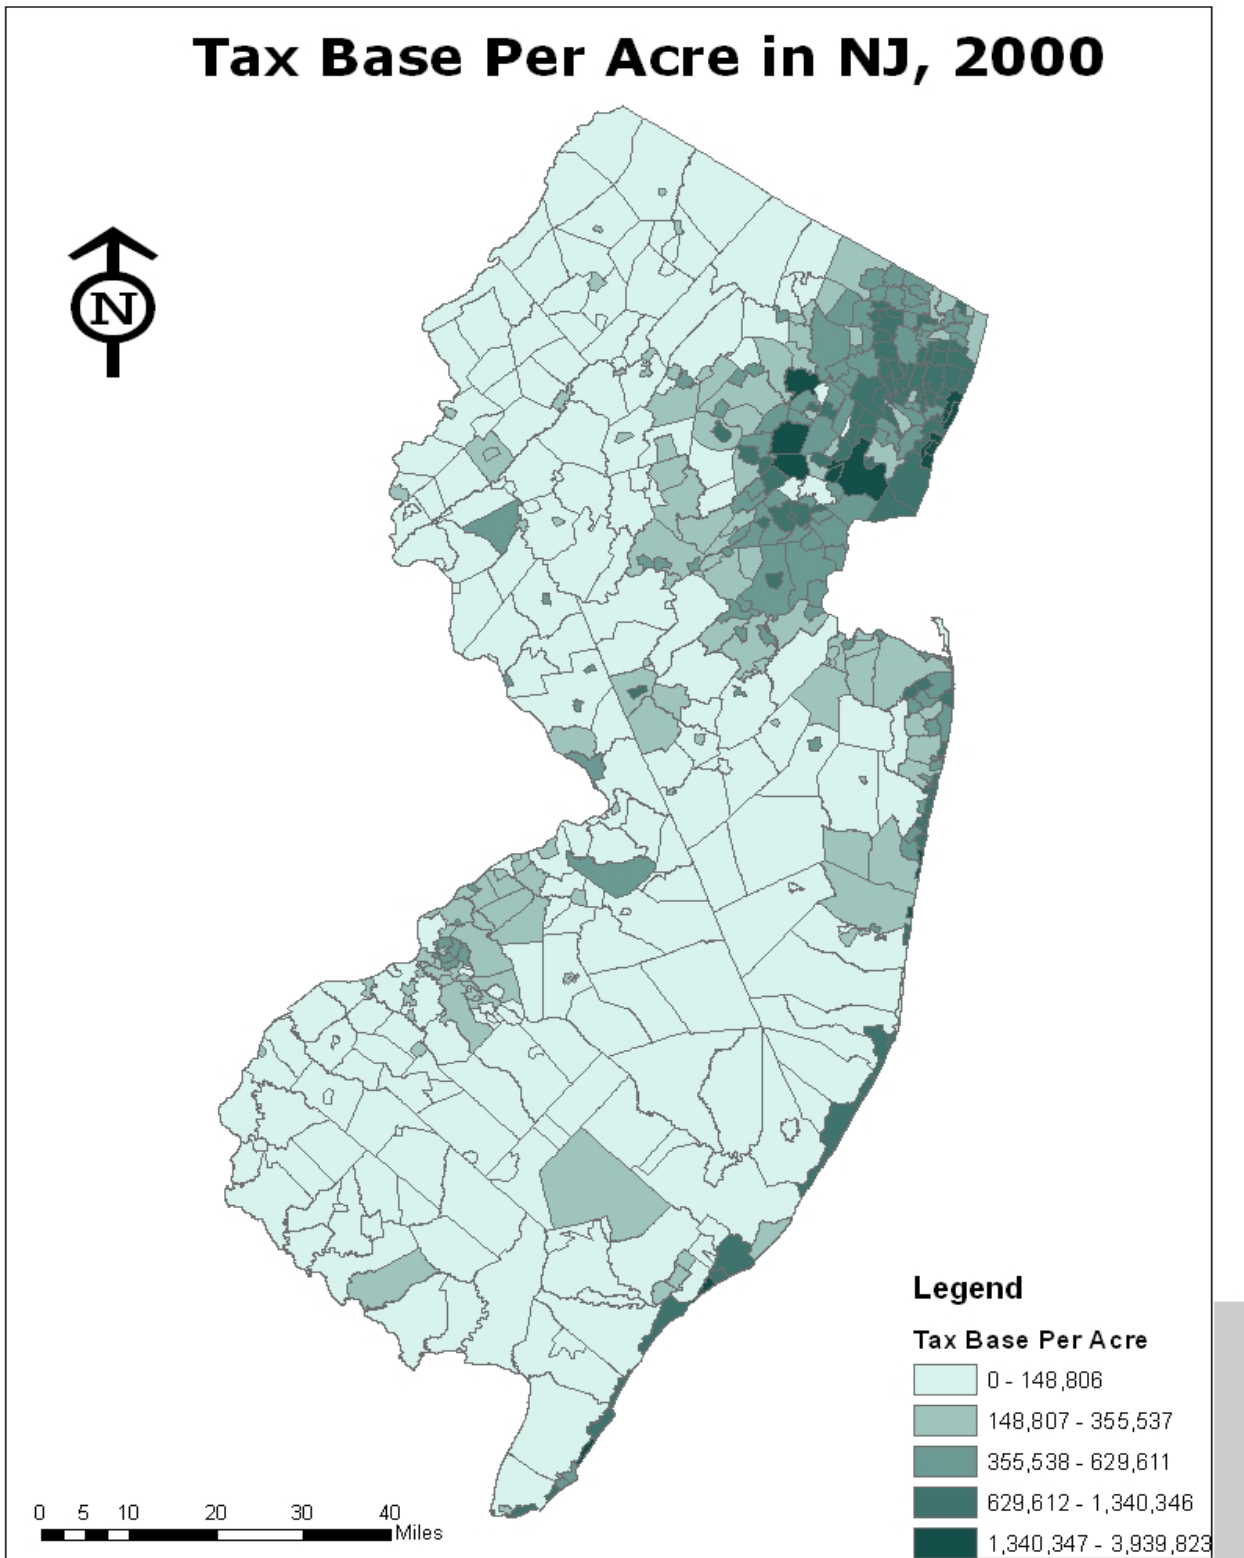 Tax Base Per Acre in NJ, 2000
N
Legend
Tax Base Per Acre
0 - 148,806
148,807 - 355,537
355,538 - 629,611
629,612 - 1,340,346
1,340,347 - 3,939,823
0 5 10 20 30 40
Miles